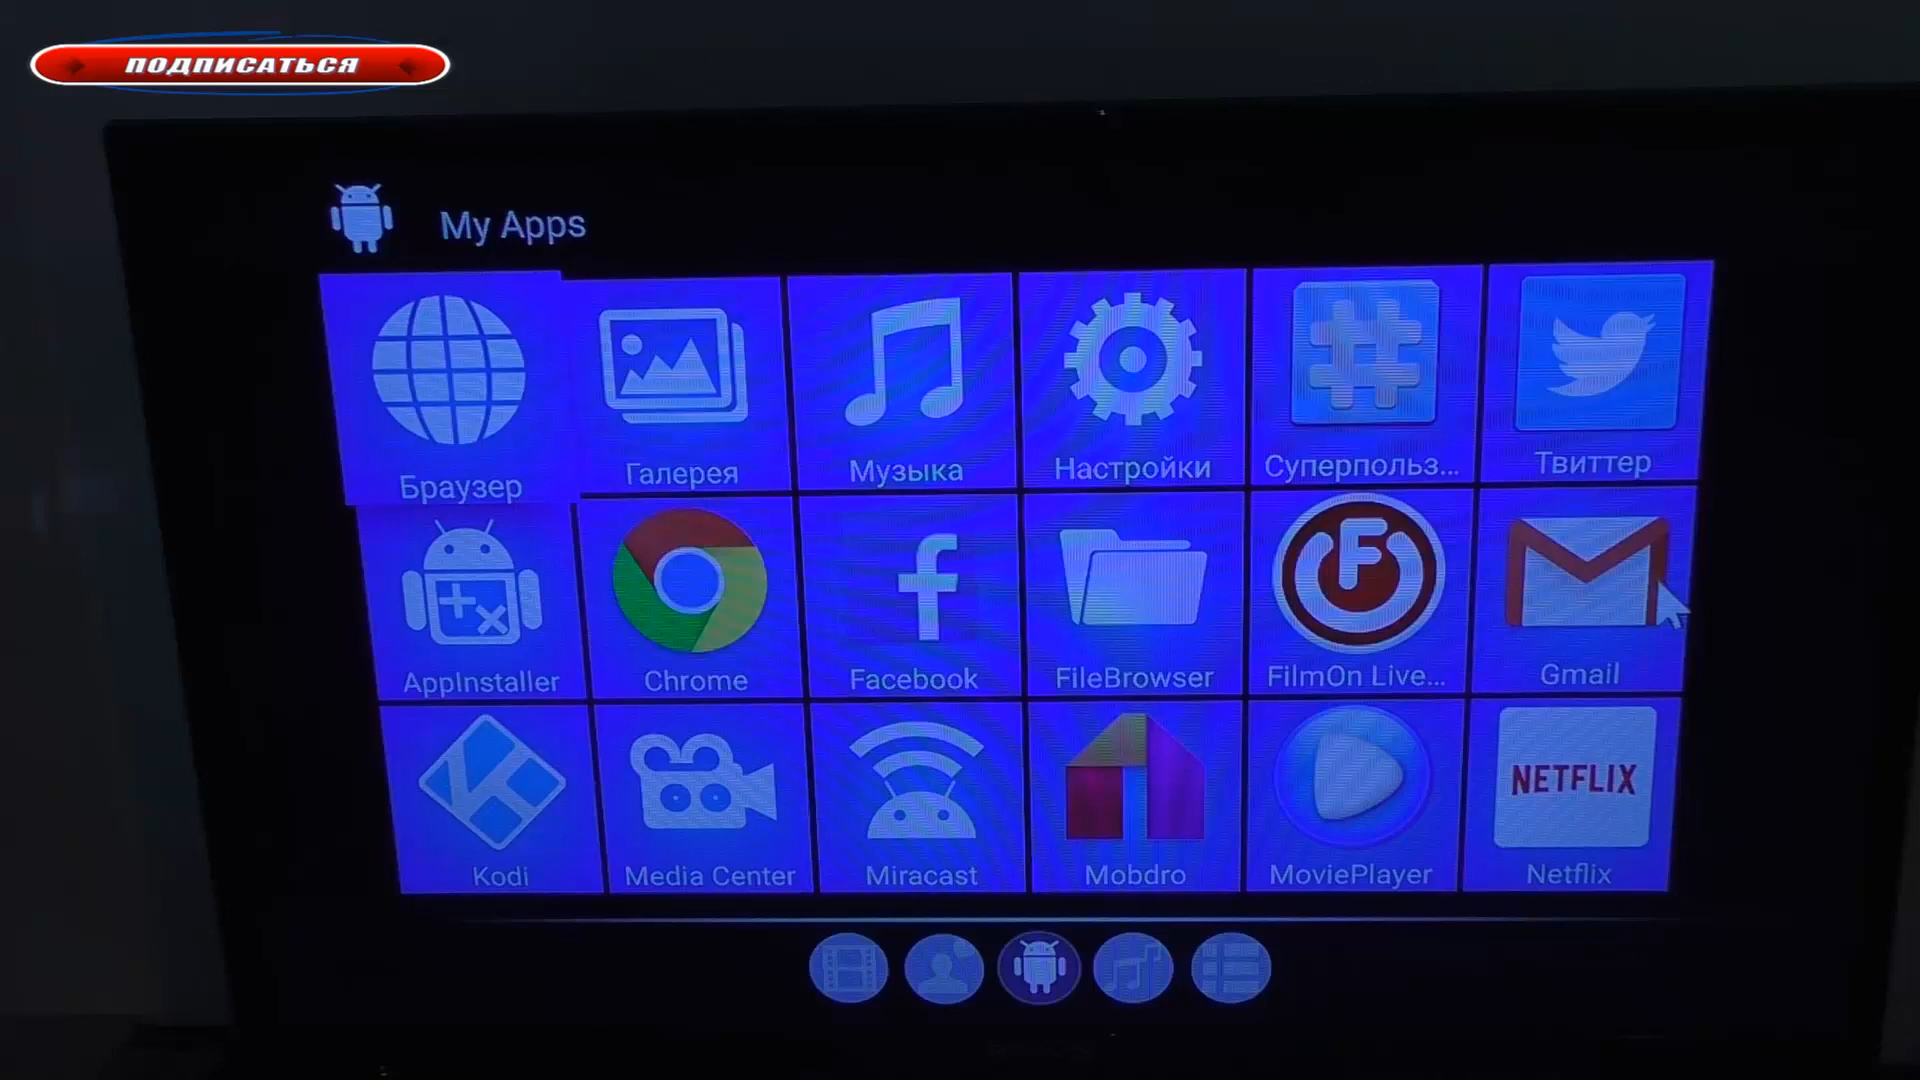 ПОДПИСАТЬСЯ
My Apps
Браузер
Галерея
Музыка
Настройки
Суперпольз...
Твиттер
AppInstaller
Chrome
Facebook
FileBrowser
FilmOn Live...
Gmail
Kodi
Media Center
Miracast
Mobdro
MoviePlayer
NETFLIX
Netflix